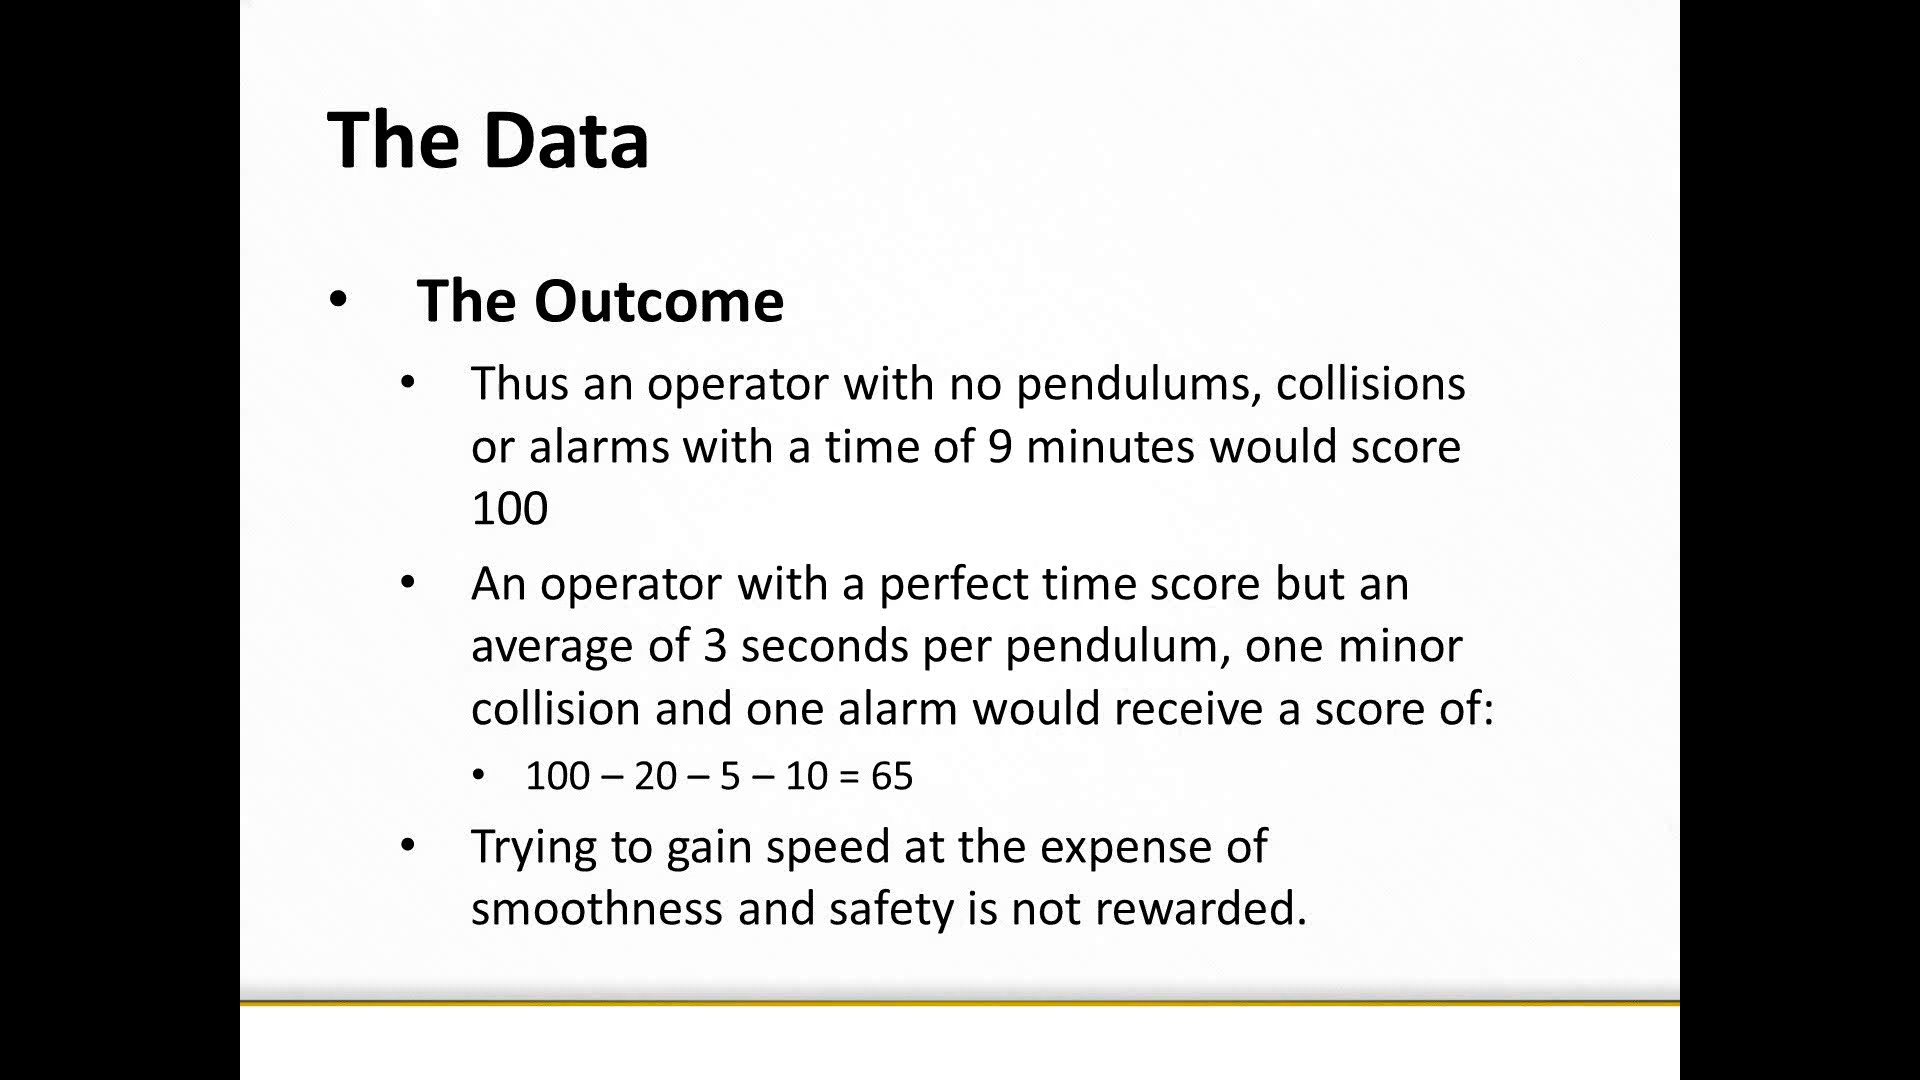 The Data
• The Outcome
• Thus an operator with no pendulums, collisions
or alarms with a time of 9 minutes would score
100
• An operator with a perfect time score but an
average of 3 seconds per pendulum, one minor
collision and one alarm would receive a score of:
• 100 – 20 – 5 – 10 = 65
• Trying to gain speed at the expense of
smoothness and safety is not rewarded.